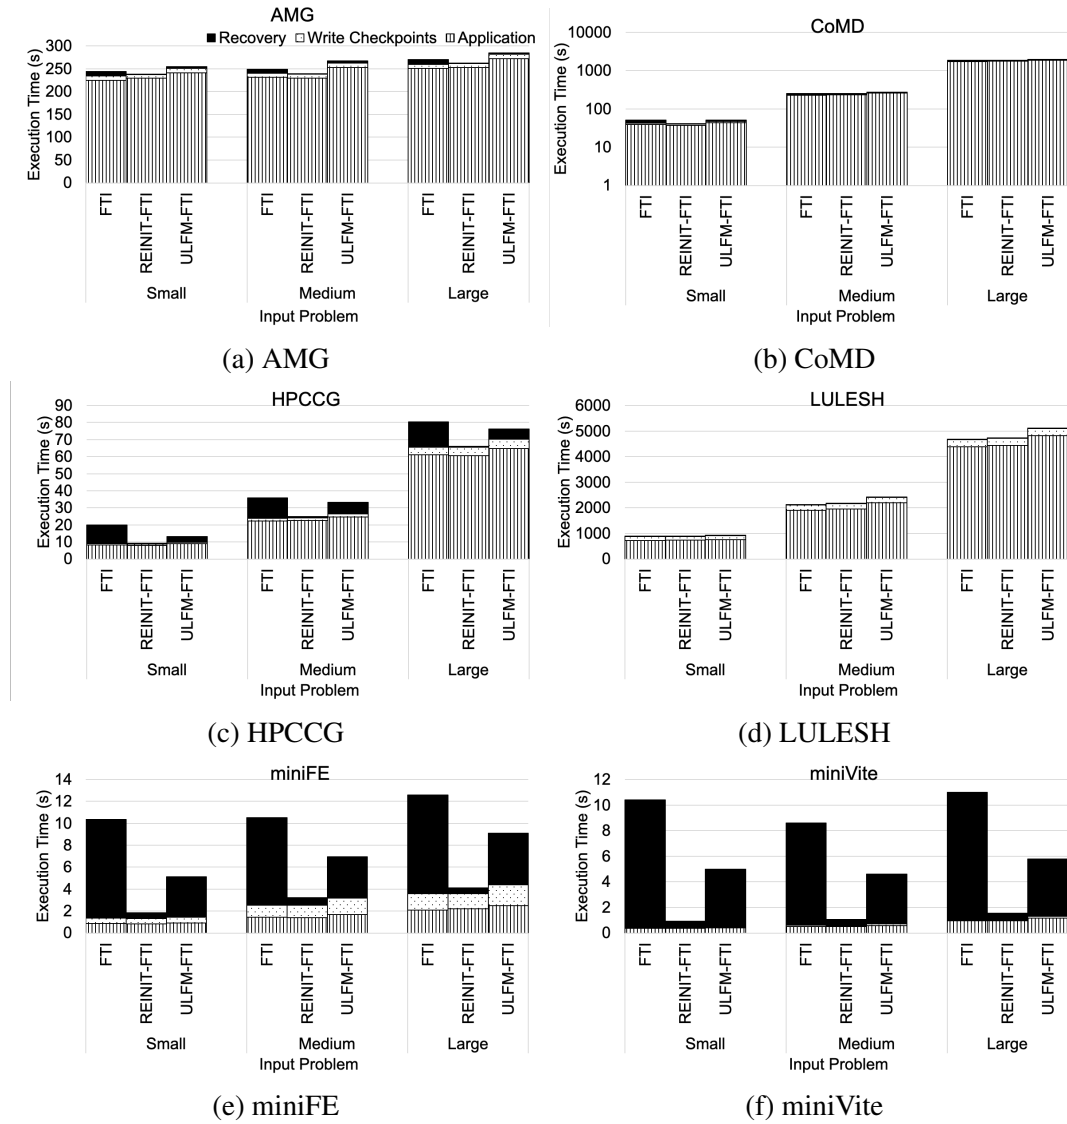 AMG
Recovery Write Checkpoints Application
Execution Time (s)
300
250
200
150
100
50
0
FTI
REINIT-FTI
ULFM-FTI
FTI
REINIT-FTI
ULFM-FTI
FTI
REINIT-FTI
ULFM-FTI
Small Medium Large
Input Problem
(a) AMG
CoMD
Execution Time (s)
10000
1000
100
10
1
FTI
REINIT-FTI
ULFM-FTI
FTI
REINIT-FTI
ULFM-FTI
FTI
REINIT-FTI
ULFM-FTI
Small Medium Large
Input Problem
(b) CoMD
HPCCG
Execution Time (s)
90
80
70
60
50
40
30
20
10
0
FTI
REINIT-FTI
ULFM-FTI
FTI
REINIT-FTI
ULFM-FTI
FTI
REINIT-FTI
ULFM-FTI
Small Medium Large
Input Problem
(c) HPCCG
LULESH
Execution Time (s)
6000
5000
4000
3000
2000
1000
0
FTI
REINIT-FTI
ULFM-FTI
FTI
REINIT-FTI
ULFM-FTI
FTI
REINIT-FTI
ULFM-FTI
Small Medium Large
Input Problem
(d) LULESH
miniFE
Execution Time (s)
14
12
10
8
6
4
2
0
FTI
REINIT-FTI
ULFM-FTI
FTI
REINIT-FTI
ULFM-FTI
FTI
REINIT-FTI
ULFM-FTI
Small Medium Large
Input Problem
(e) miniFE
miniVite
Execution Time (s)
12
10
8
6
4
2
0
FTI
REINIT-FTI
ULFM-FTI
FTI
REINIT-FTI
ULFM-FTI
FTI
REINIT-FTI
ULFM-FTI
Small Medium Large
Input Problem
(f) miniVite